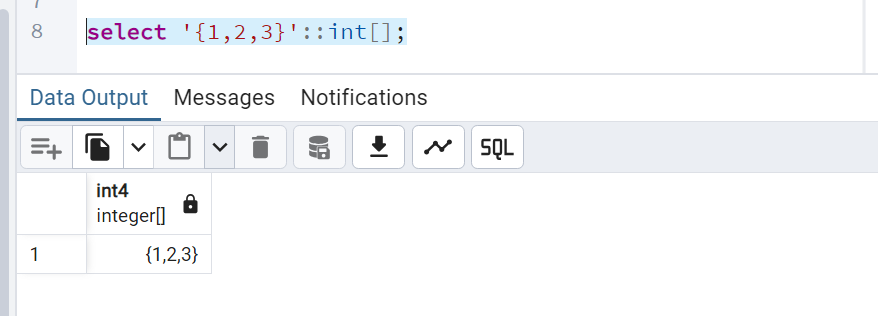 8 select '{1,2,3}'::int[];
Data Output Messages Notifications
SQL
int4
integer[]
1 {1,2,3}